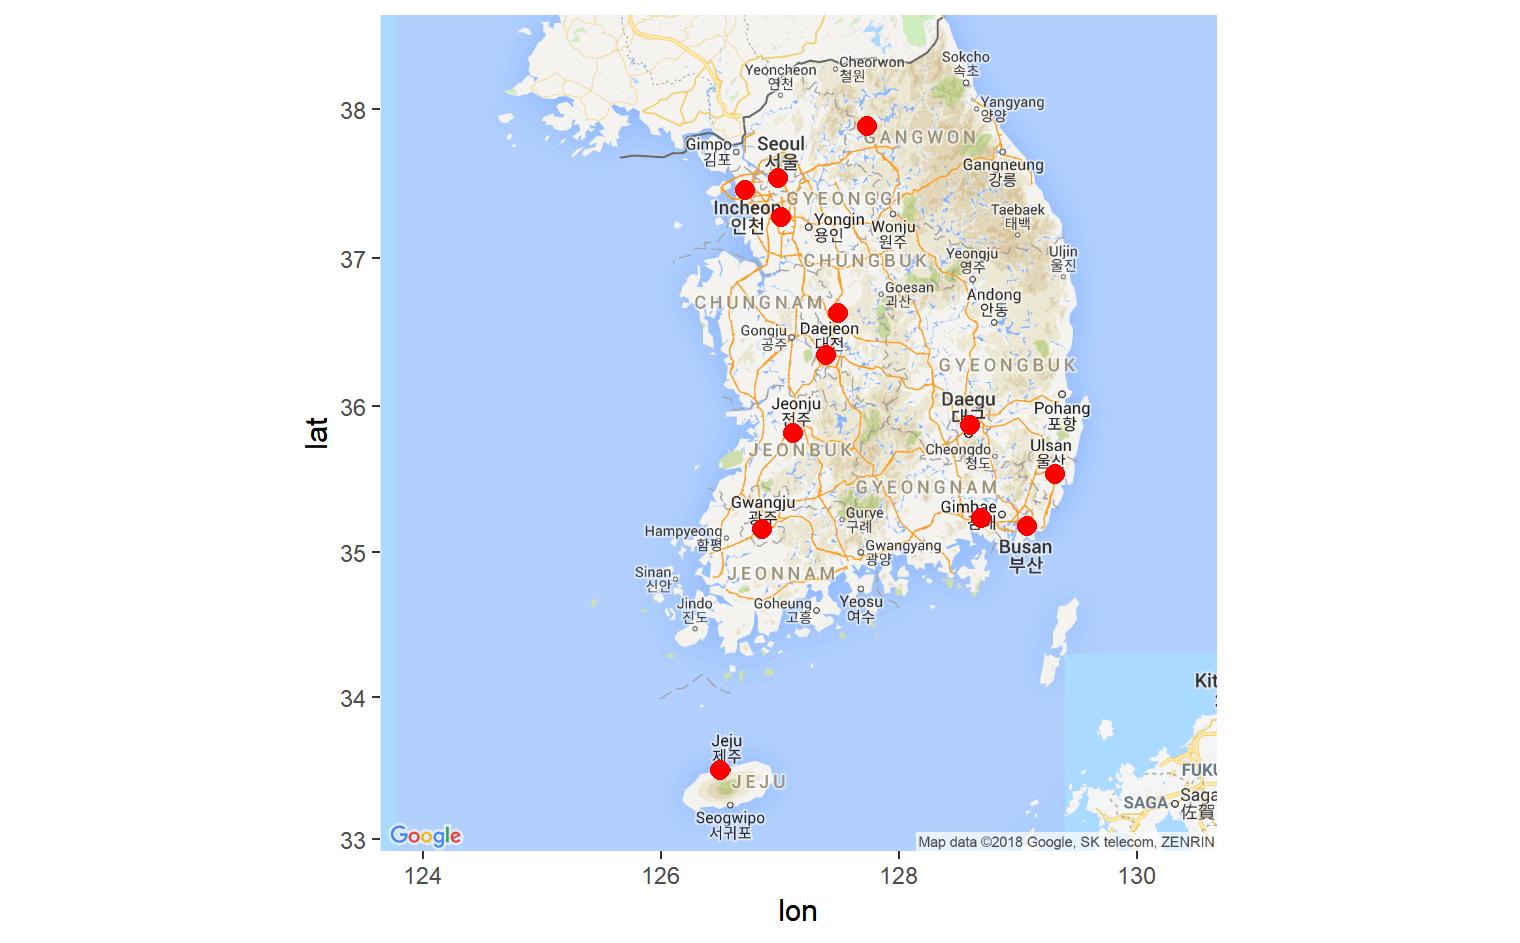 Sokcho
속초
Cheorwon
철원
Yeoncheon
연천
Yangyang
양양
38
GANGWON
Seoul
서울
Gimpo
김포
Gangneung
강릉
GYEONGGI
Incheon
인천
Yongin
용인
Wonju
원주
Taebaek
태백
37
CHUNGBUK
Yeongju
영주
Uljin
울진
CHUNGNAM
Goesan
괴산
Andong
안동
Gongju
공주
Daejeon
대전
GYEONGBUK
36
lat
Jeonju
전주
Daegu
대구
Pohang
포항
JEONBUK
Cheongdo
청도
Ulsan
울산
GYEONGNAM
Gwangju
광주
Gurye
구례
Gimhae
김해
Hampyeong
함평
35
Gwangyang
광양
Busan
부산
JEONNAM
Sinan
신안
Jindo
진도
Goheung
고흥
Yeosu
여수
34
Kit
Jeju
제주
JEJU
FUKU
Seogwipo
서귀포
SAGA
Saga
佐賀
33
Google
Map data ©2018 Google, SK telecom, ZENRIN
124
126
128
130
lon